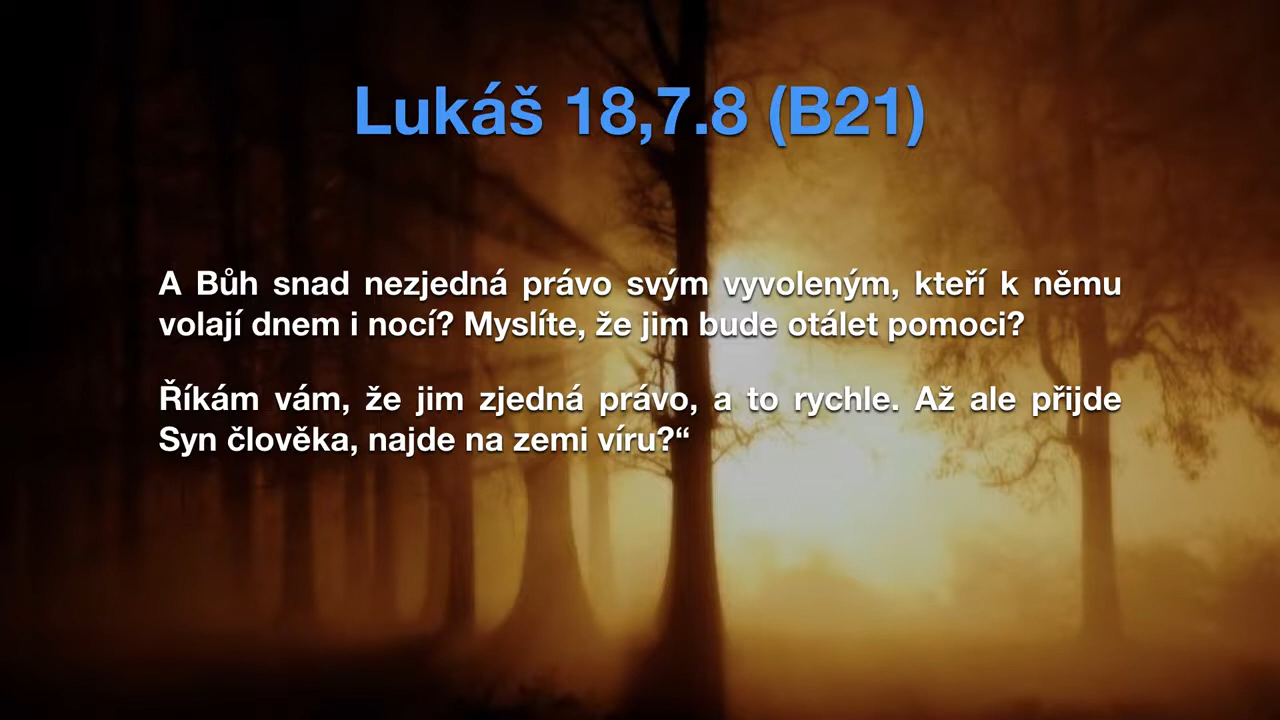 Lukáš 18,7.8 (B21)
A Bůh snad nezjedná právo svým vyvoleným, kteří k němu
volají dnem i nocí? Myslíte, že jim bude otálet pomoci?
Říkám vám, že jim zjedná právo, a to rychle. Až ale přijde
Syn člověka, najde na zemi víru?“